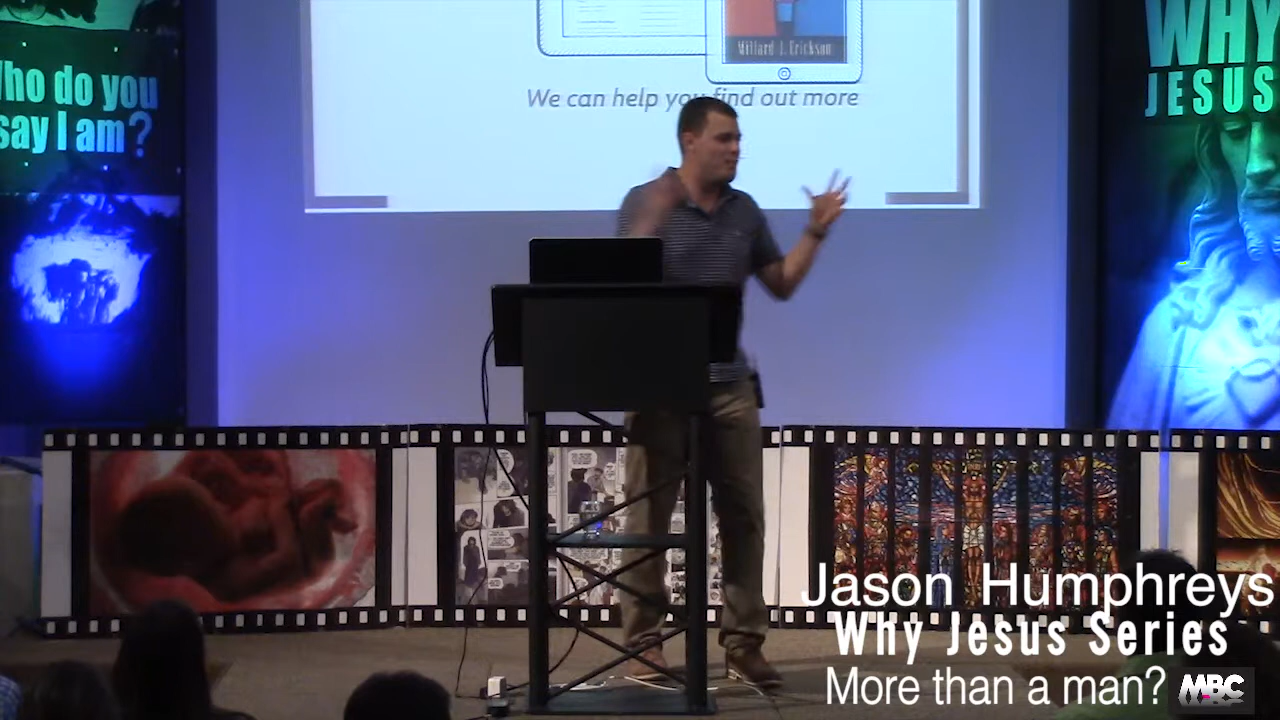 Who do you
say I am?
Millard J. Erickson
We can help you find out more
WHY
JESUS
Jason Humphreys
Why Jesus Series
More than a man?
MBC